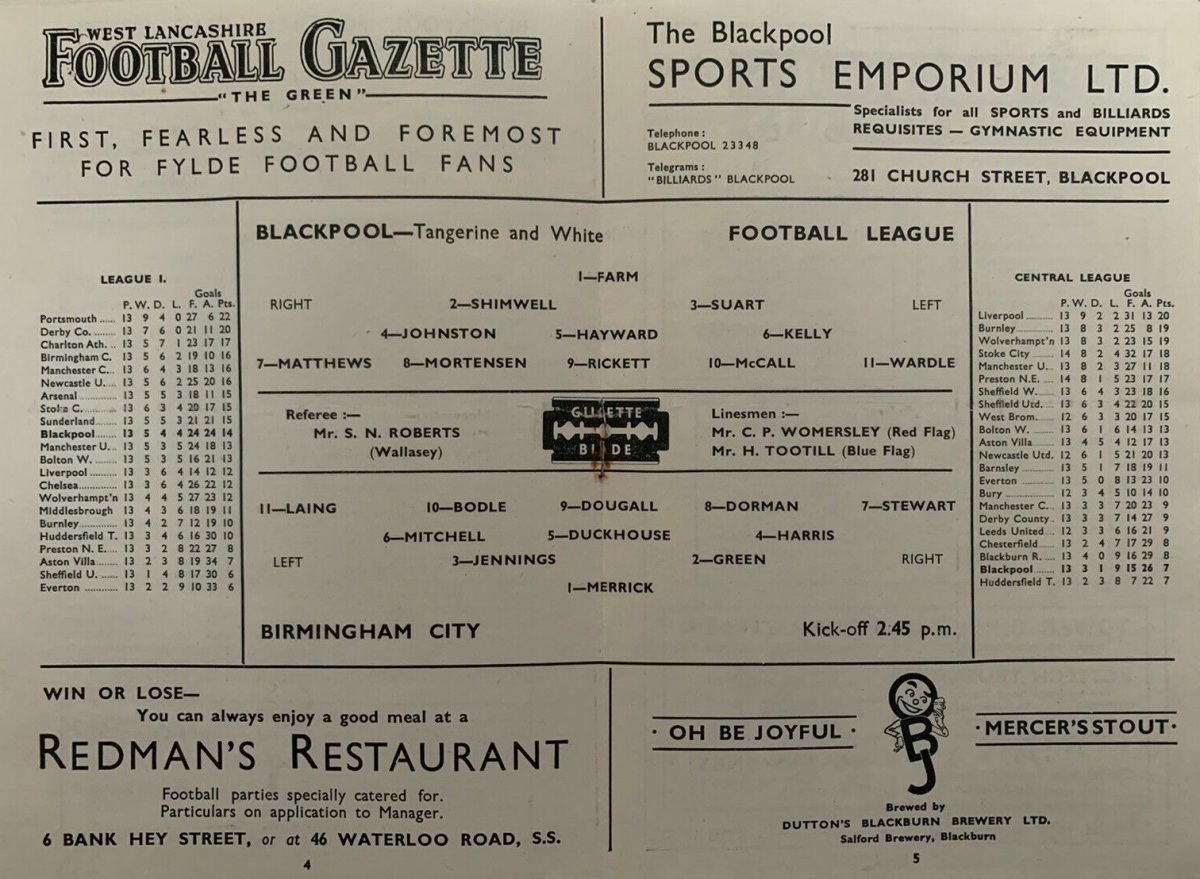 WEST LANCASHIRE
FOOTBALL GAZETTE
"THE GREEN"
FIRST, FEARLESS AND FOREMOST
FOR FYLDE FOOTBALL FANS
The Blackpool
SPORTS EMPORIUM LTD.
Specialists for all SPORTS and BILLIARDS
REQUISITES — GYMNASTIC EQUIPMENT
Telephone :
BLACKPOOL 23348
Telegrams :
"BILLIARDS" BLACKPOOL
281 CHURCH STREET, BLACKPOOL
LEAGUE I.
Goals
P. W. D. L. F. A. Pts.
Portsmouth ..... 13 9 4 0 27 6 22
Derby Co. ........ 13 7 6 0 21 11 20
Charlton Ath. .. 13 5 7 1 23 17 17
Birmingham C. 13 5 6 2 19 10 16
Manchester C... 13 6 4 3 18 13 16
Newcastle U.... 13 5 6 2 25 20 16
Arsenal ............ 13 5 5 3 18 11 15
Stoke C. .......... 13 6 3 4 20 17 15
Sunderland ...... 13 5 5 3 21 21 15
Blackpool ........ 13 5 4 4 24 24 14
Manchester U... 13 5 3 5 24 18 13
Bolton W. ....... 13 5 3 5 16 21 13
Liverpool ......... 13 3 6 4 14 12 12
Chelsea ............ 13 3 6 4 26 22 12
Wolverhampt'n 13 4 4 5 27 23 12
Middlesbrough 13 4 3 6 18 19 11
Burnley ............ 13 4 2 7 12 19 10
Huddersfield T. 13 3 4 6 16 30 10
Preston N. E.... 13 3 2 8 22 27 8
Aston Villa ...... 13 2 3 8 19 34 7
Sheffield U. ..... 13 1 4 8 17 30 6
Everton ........... 13 2 2 9 10 33 6
BLACKPOOL—Tangerine and White
FOOTBALL LEAGUE
1—FARM
RIGHT 2—SHIMWELL 3—SUART LEFT
4—JOHNSTON 5—HAYWARD 6—KELLY
7—MATTHEWS 8—MORTENSEN 9—RICKETT 10—McCALL 11—WARDLE
Referee :—
Mr. S. N. ROBERTS
(Wallasey)
GILLETTE
BLADE
Linesmen :—
Mr. C. P. WOMERSLEY (Red Flag)
Mr. H. TOOTILL (Blue Flag)
11—LAING 10—BODLE 9—DOUGALL 8—DORMAN 7—STEWART
6—MITCHELL 5—DUCKHOUSE 4—HARRIS
LEFT 3—JENNINGS 2—GREEN RIGHT
1—MERRICK
BIRMINGHAM CITY
Kick-off 2:45 p.m.
CENTRAL LEAGUE
Goals
P. W. D. L. F. A. Pts.
Liverpool ......... 13 9 2 2 31 13 20
Burnley ............ 13 8 3 2 25 8 19
Wolverhampt'n 13 8 3 2 23 15 19
Stoke City ....... 14 8 2 4 32 17 18
Manchester U... 13 8 2 3 27 11 18
Preston N.E. .... 14 8 1 5 23 17 17
Sheffield W. .... 13 6 4 3 23 18 16
Sheffield Utd. .. 13 6 3 4 22 20 15
West Brom. ..... 12 6 3 3 20 17 15
Bolton W. ........ 13 6 1 6 14 13 13
Aston Villa ...... 13 4 5 4 12 17 13
Newcastle Utd. 12 6 1 5 21 20 13
Barnsley ........... 13 5 1 7 18 19 11
Everton ............ 13 5 0 8 13 23 10
Bury ................. 12 3 4 5 10 14 10
Manchester C... 13 3 3 7 20 23 9
Derby County.. 13 3 3 7 14 27 9
Leeds United ... 12 3 3 6 16 21 9
Chesterfield ..... 13 2 4 7 17 29 8
Blackburn R. ... 13 4 0 9 16 29 8
Blackpool ........ 13 3 1 9 15 26 7
Huddersfield T. 13 2 3 8 7 22 7
WIN OR LOSE—
You can always enjoy a good meal at a
REDMAN'S RESTAURANT
Football parties specially catered for.
Particulars on application to Manager.
6 BANK HEY STREET, or at 46 WATERLOO ROAD, S.S.
4
· OH BE JOYFUL ·
OBJ
· MERCER'S STOUT ·
Brewed by
DUTTON'S BLACKBURN BREWERY LTD.
Salford Brewery, Blackburn
5